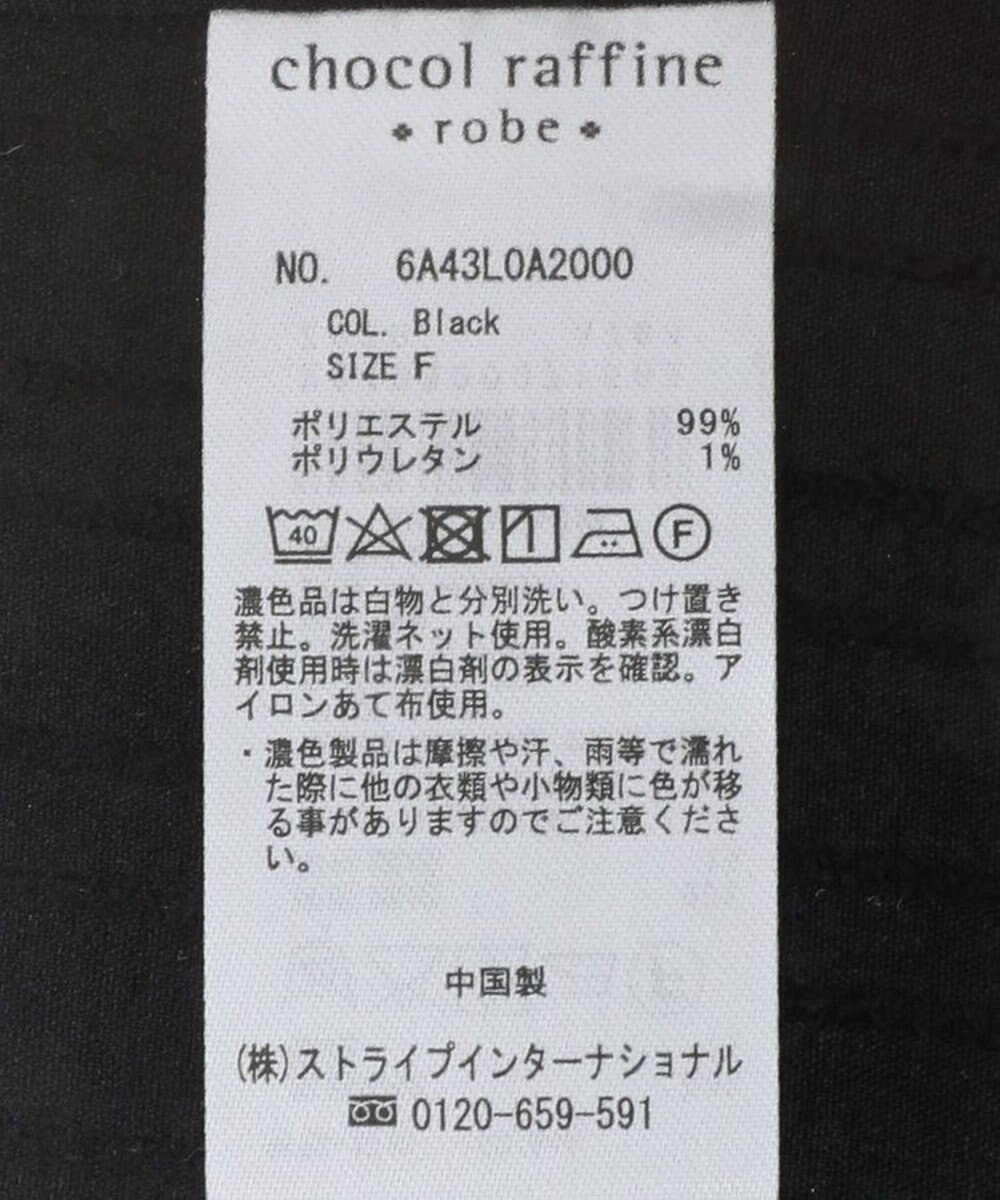 chocol raffine
robe
NO. 6A43L0A2000
COL. Black
SIZE F
ポリエステル 99%
ポリウレタン 1%
40 F
濃色品は白物と分別洗い。つけ置き
禁止。洗濯ネット使用。酸素系漂白
剤使用時は漂白剤の表示を確認。ア
イロンあて布使用。
・濃色製品は摩擦や汗、雨等で濡れ
た際に他の衣類や小物類に色が移
る事がありますのでご注意くださ
い。
中国製
(株)ストライプインターナショナル
0120-659-591